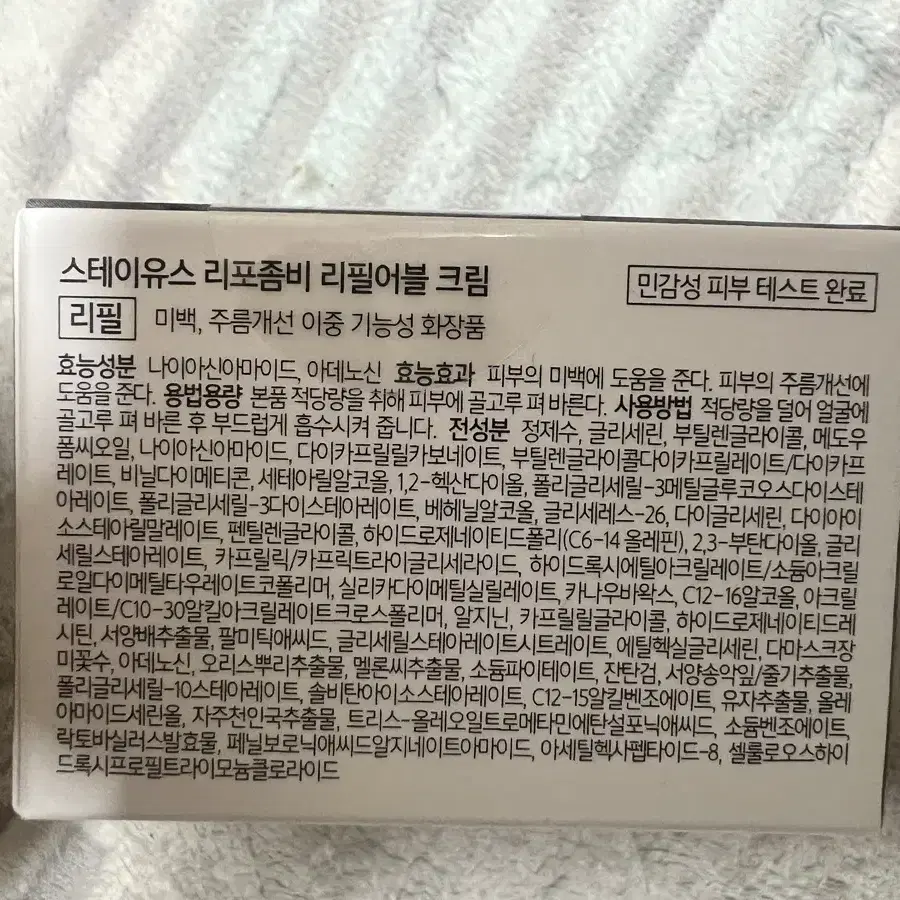 스테이유스 리포좀비 리필어블 크림
민감성 피부 테스트 완료
리필 미백, 주름개선 이중 기능성 화장품
효능성분 나이아신아마이드, 아데노신 효능효과 피부의 미백에 도움을 준다. 피부의 주름개선에
도움을 준다. 용법용량 본품 적당량을 취해 피부에 골고루 펴 바른다. 사용방법 적당량을 덜어 얼굴에
골고루 펴 바른 후 부드럽게 흡수시켜 줍니다. 전성분 정제수, 글리세린, 부틸렌글라이콜, 메도우
폼씨오일, 나이아신아마이드, 다이카프릴릴카보네이트, 부틸렌글라이콜다이카프릴레이트/다이카프
레이트, 비닐다이메티콘, 세테아릴알코올, 1,2-헥산다이올, 폴리글리세릴-3메틸글루코오스다이스테
아레이트, 폴리글리세릴-3다이스테아레이트, 베헤닐알코올, 글리세레스-26, 다이글리세린, 다이아이
소스테아릴말레이트, 펜틸렌글라이콜, 하이드로제네이티드폴리(C6-14 올레핀), 2,3-부탄다이올, 글리
세릴스테아레이트, 카프릴릭/카프릭트라이글리세라이드, 하이드록시에틸아크릴레이트/소듐아크릴
로일다이메틸타우레이트코폴리머, 실리카다이메틸실릴레이트, 카나우바왁스, C12-16알코올, 아크릴
레이트/C10-30알킬아크릴레이트크로스폴리머, 알지닌, 카프릴릴글라이콜, 하이드로제네이티드레
시틴, 서양배추출물, 팔미틱애씨드, 글리세릴스테아레이트시트레이트, 에틸헥실글리세린, 다마스크장
미꽃수, 아데노신, 오리스뿌리추출물, 멜론씨추출물, 소듐파이테이트, 잔탄검, 서양송악잎/줄기추출물,
폴리글리세릴-10스테아레이트, 솔비탄아이소스테아레이트, C12-15알킬벤조에이트, 유자추출물, 올레
아마이드세린올, 자주천인국추출물, 트리스-올레오일트로메타민에탄설포닉애씨드, 소듐벤조에이트,
락토바실러스발효물, 페닐보로닉애씨드알지네이트아마이드, 아세틸헥사펩타이드-8, 셀룰로오스하이
드록시프로필트라이모늄클로라이드